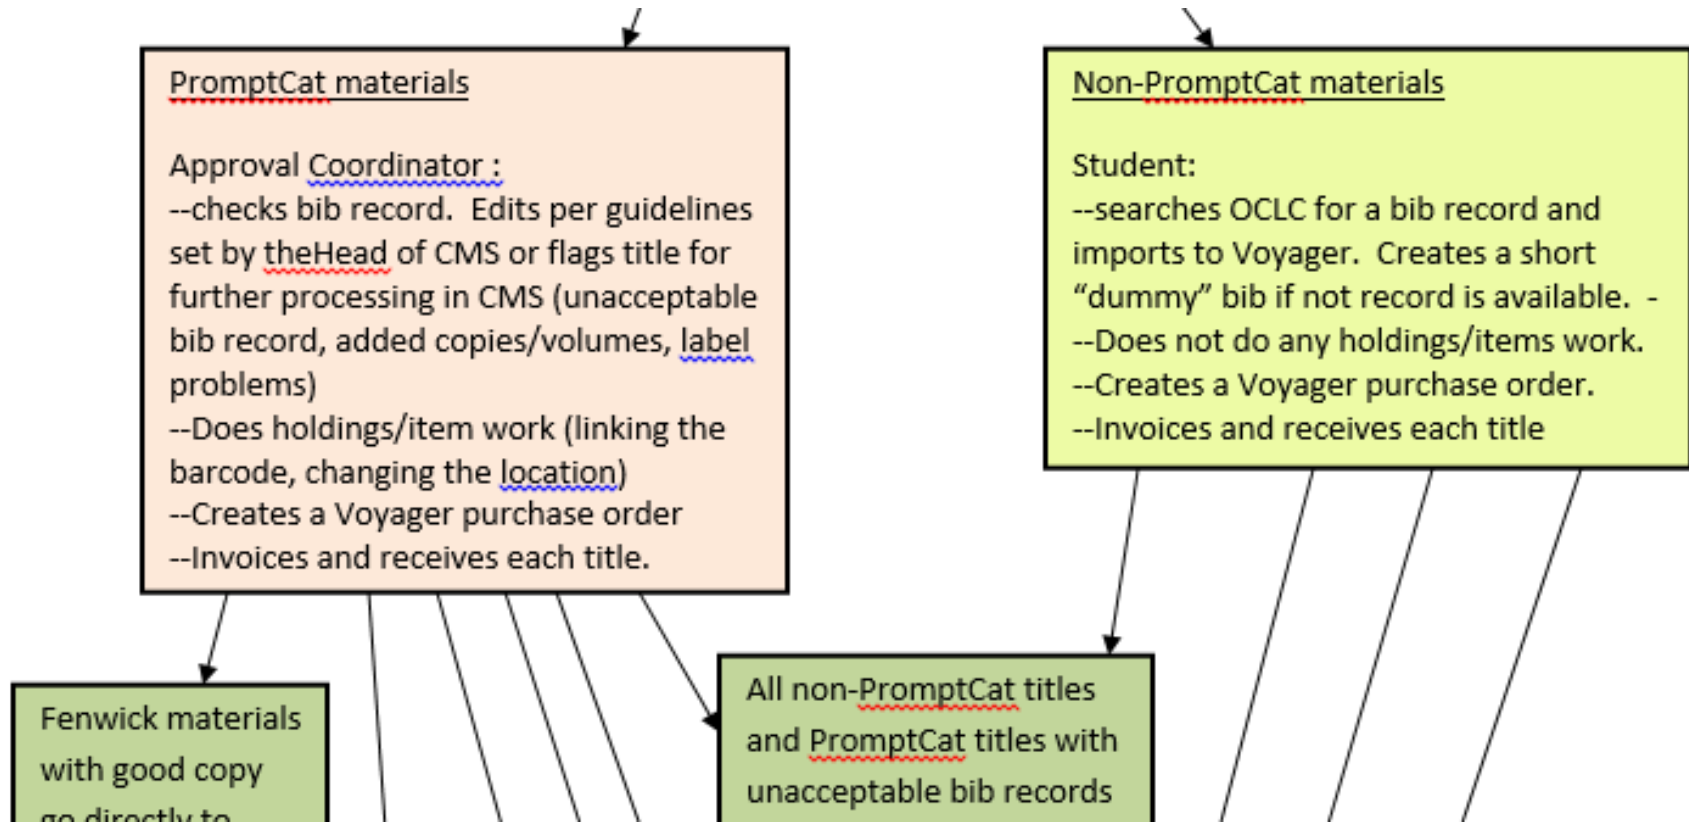 PromptCat materials
Approval Coordinator :
--checks bib record.  Edits per guidelines
set by theHead of CMS or flags title for
further processing in CMS (unacceptable
bib record, added copies/volumes, label
problems)
--Does holdings/item work (linking the
barcode, changing the location)
--Creates a Voyager purchase order
--Invoices and receives each title.
Non-PromptCat materials
Student:
--searches OCLC for a bib record and
imports to Voyager.  Creates a short
“dummy” bib if not record is available.  -
--Does not do any holdings/items work.
--Creates a Voyager purchase order.
--Invoices and receives each title
Fenwick materials
with good copy
go directly to
All non-PromptCat titles
and PromptCat titles with
unacceptable bib records